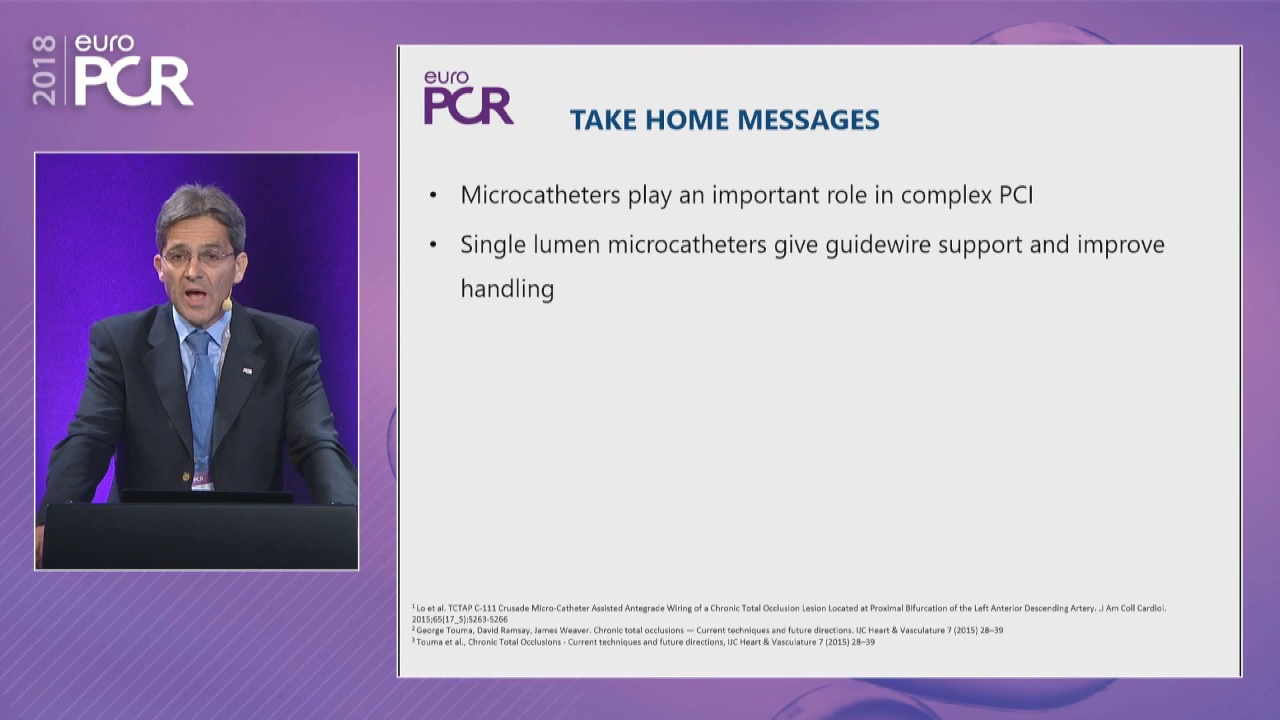 2018
euro
PCR
euro
PCR
TAKE HOME MESSAGES
• Microcatheters play an important role in complex PCI
• Single lumen microcatheters give guidewire support and improve
handling
1 Lo et al. TCTAP C-111 Crusade Micro-Catheter Assisted Antegrade Wiring of a Chronic Total Occlusion Lesion Located at Proximal Bifurcation of the Left Anterior Descending Artery. J Am Coll Cardiol.
2015;65(17_S):S263-S266
2 George Touma, David Ramsay, James Weaver. Chronic total occlusions — Current techniques and future directions. IJC Heart & Vasculature 7 (2015) 28–39
3 Touma et al., Chronic Total Occlusions - Current techniques and future directions, IJC Heart & Vasculature 7 (2015) 28–39